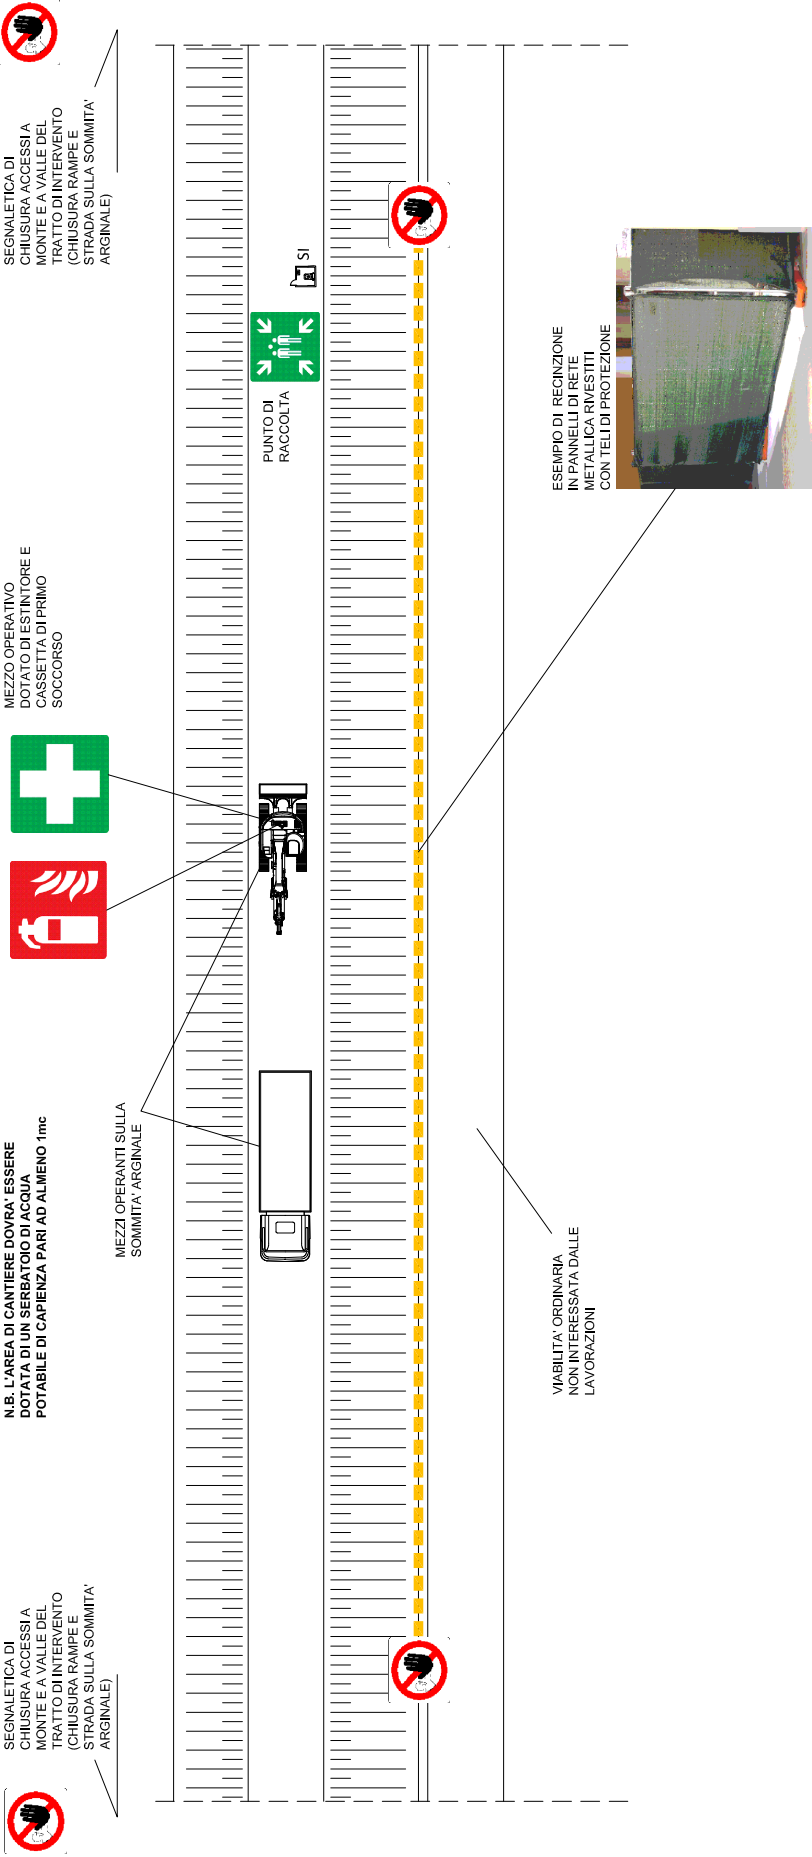 SEGNALETICA DI
CHIUSURA ACCESSI A
MONTE E A VALLE DEL
TRATTO DI INTERVENTO
(CHIUSURA RAMPE E
STRADA SULLA SOMMITA'
ARGINALE)
N.B. L'AREA DI CANTIERE DOVRA' ESSERE
DOTATA DI UN SERBATOIO DI ACQUA
POTABILE DI CAPIENZA PARI AD ALMENO 1mc
MEZZO OPERATIVO
DOTATO DI ESTINTORE E
CASSETTA DI PRIMO
SOCCORSO
SEGNALETICA DI
CHIUSURA ACCESSI A
MONTE E A VALLE DEL
TRATTO DI INTERVENTO
(CHIUSURA RAMPE E
STRADA SULLA SOMMITA'
ARGINALE)
MEZZI OPERANTI SULLA
SOMMITA' ARGINALE
PUNTO DI
RACCOLTA
SI
VIABILITA' ORDINARIA
NON INTERESSATA DALLE
LAVORAZIONI
ESEMPIO DI RECINZIONE
IN PANNELLI DI RETE
METALLICA RIVESTITI
CON TELI DI PROTEZIONE